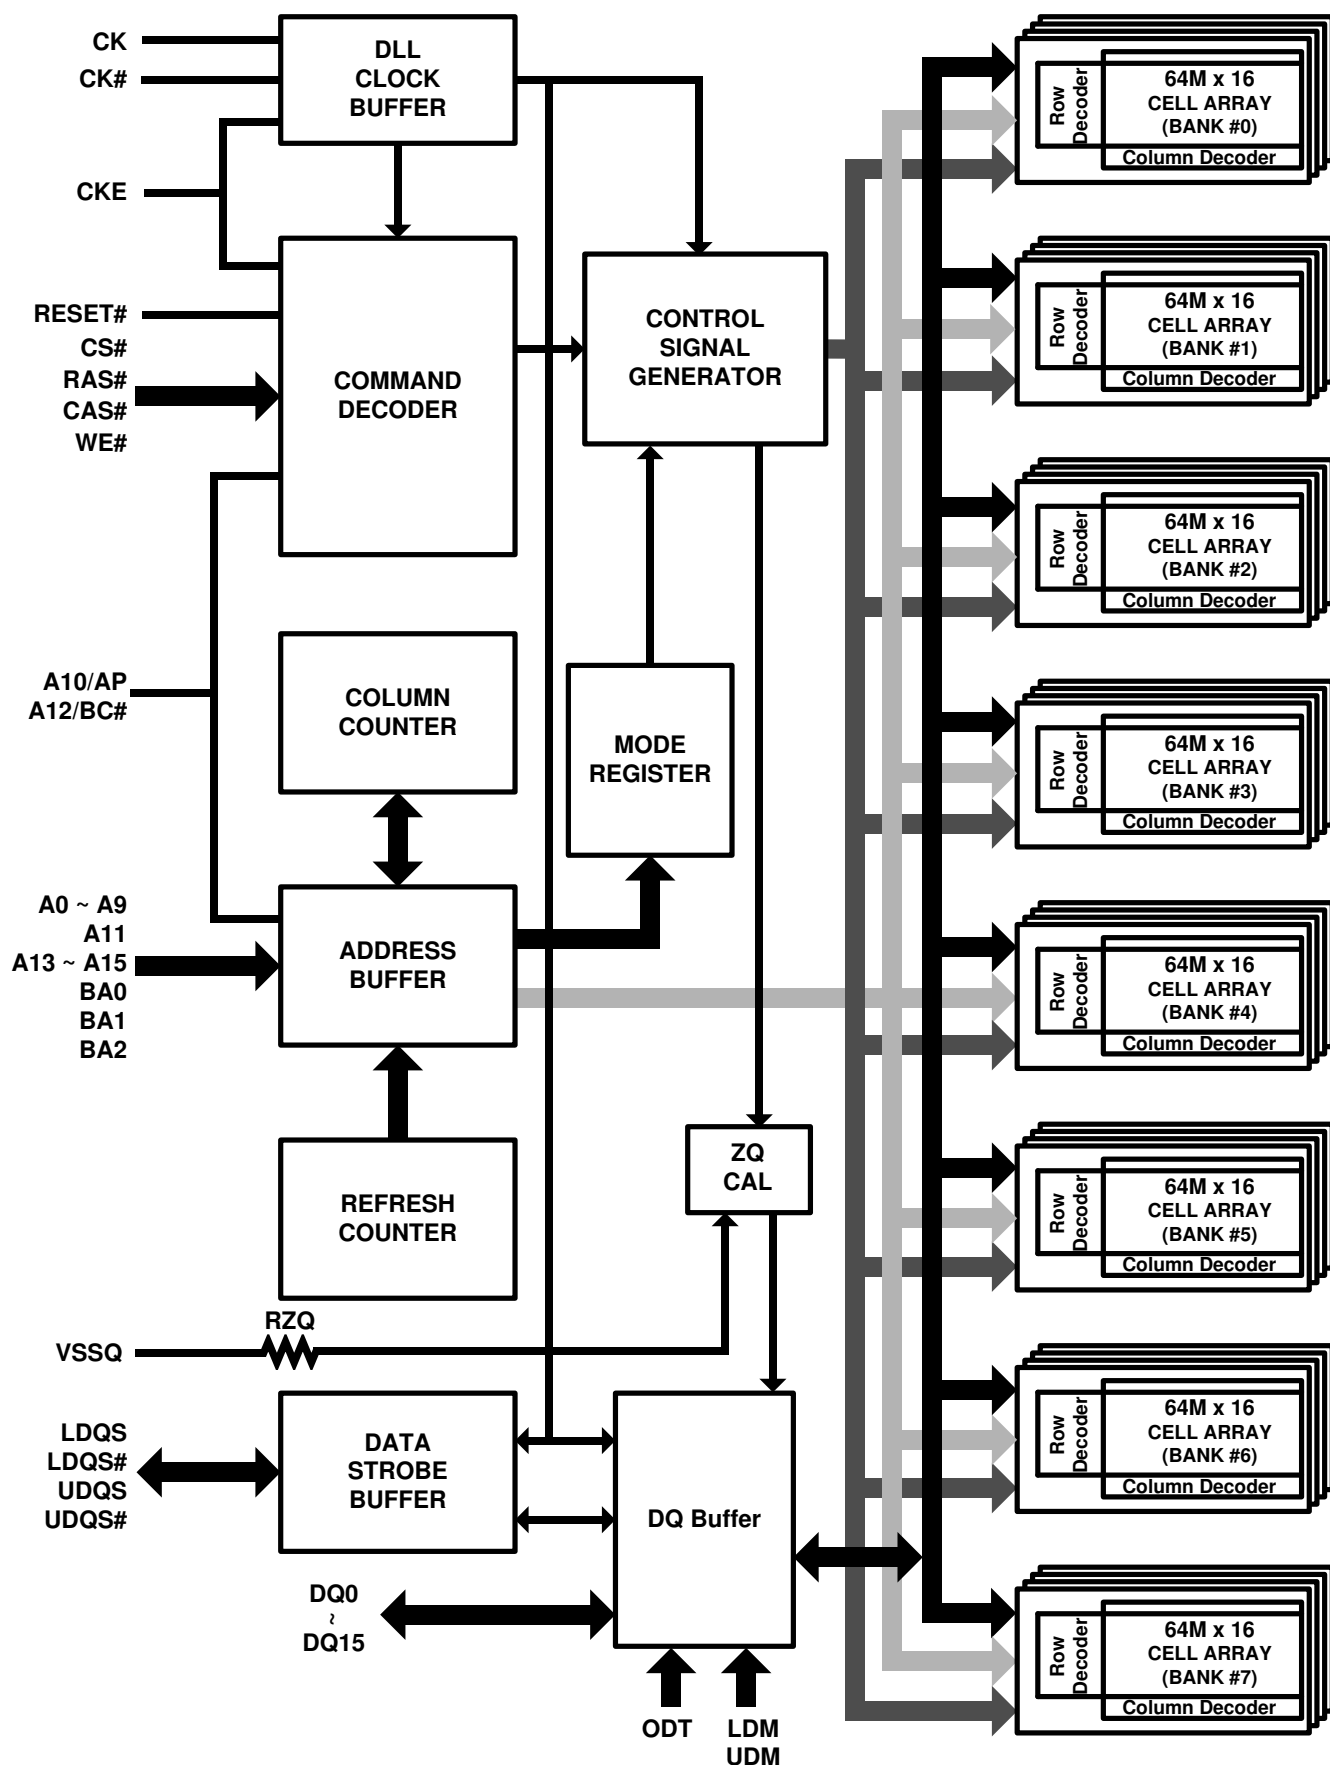 CK
CK#
CKE
RESET#
CS#
RAS#
CAS#
WE#
A10/AP
A12/BC#
A0 ~ A9
A11
A13 ~ A15
BA0
BA1
BA2
VSSQ
RZQ
LDQS
LDQS#
UDQS
UDQS#
DQ0
~
DQ15
DLL
CLOCK
BUFFER
COMMAND
DECODER
COLUMN
COUNTER
ADDRESS
BUFFER
REFRESH
COUNTER
DATA
STROBE
BUFFER
CONTROL
SIGNAL
GENERATOR
MODE
REGISTER
ZQ
CAL
DQ Buffer
ODT
LDM
UDM
Row
Decoder
64M x 16
CELL ARRAY
(BANK #0)
Column Decoder
Row
Decoder
64M x 16
CELL ARRAY
(BANK #1)
Column Decoder
Row
Decoder
64M x 16
CELL ARRAY
(BANK #2)
Column Decoder
Row
Decoder
64M x 16
CELL ARRAY
(BANK #3)
Column Decoder
Row
Decoder
64M x 16
CELL ARRAY
(BANK #4)
Column Decoder
Row
Decoder
64M x 16
CELL ARRAY
(BANK #5)
Column Decoder
Row
Decoder
64M x 16
CELL ARRAY
(BANK #6)
Column Decoder
Row
Decoder
64M x 16
CELL ARRAY
(BANK #7)
Column Decoder